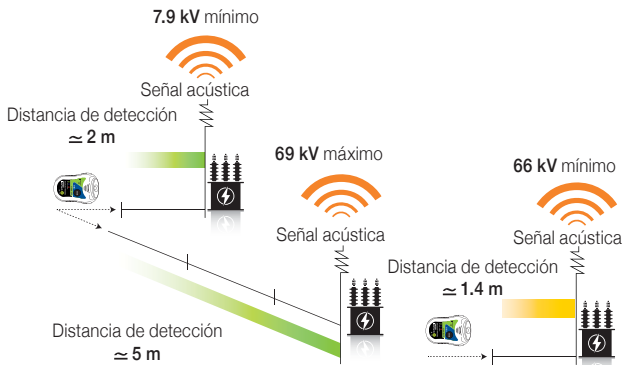 7.9 kV mínimo
Señal acústica
Distancia de detección
≃ 2 m
69 kV máximo
Señal acústica
Distancia de detección
≃ 5 m
66 kV mínimo
Señal acústica
Distancia de detección
≃ 1.4 m